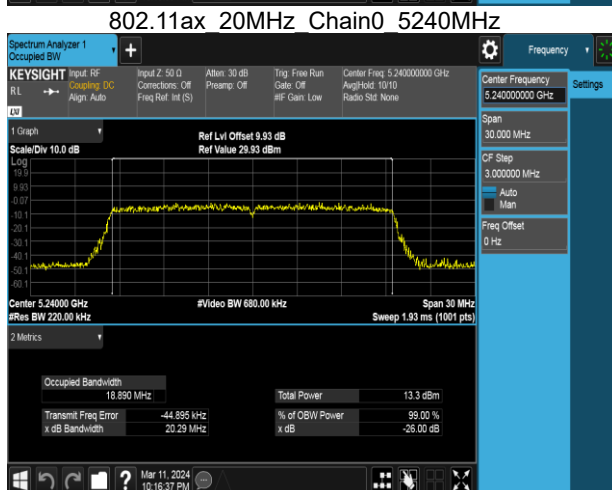 802.11ax_20MHz_Chain0_5240MHz
Spectrum Analyzer 1
Occupied BW
+
Frequency
KEYSIGHT
RL
LXI
Input: RF
Coupling: DC
Align: Auto
Input Z: 50 Ω
Corrections: Off
Freq Ref: Int (S)
Atten: 30 dB
Preamp: Off
Trig: Free Run
Gate: Off
#IF Gain: Low
Center Freq: 5.240000000 GHz
Avg|Hold: 10/10
Radio Std: None
Center Frequency
5.240000000 GHz
Settings
Span
30.000 MHz
CF Step
3.000000 MHz
Auto
Man
Freq Offset
0 Hz
1 Graph
Scale/Div 10.0 dB
Ref Lvl Offset 9.93 dB
Ref Value 29.93 dBm
Log
19.9
9.93
-0.07
-10.1
-20.1
-30.1
-40.1
-50.1
-60.1
Center 5.24000 GHz
#Res BW 220.00 kHz
#Video BW 680.00 kHz
Span 30 MHz
Sweep 1.93 ms (1001 pts)
2 Metrics
Occupied Bandwidth
18.890 MHz
Total Power 13.3 dBm
Transmit Freq Error -44.895 kHz
% of OBW Power 99.00 %
x dB Bandwidth 20.29 MHz
x dB -26.00 dB
?
Mar 11, 2024
10:16:37 PM